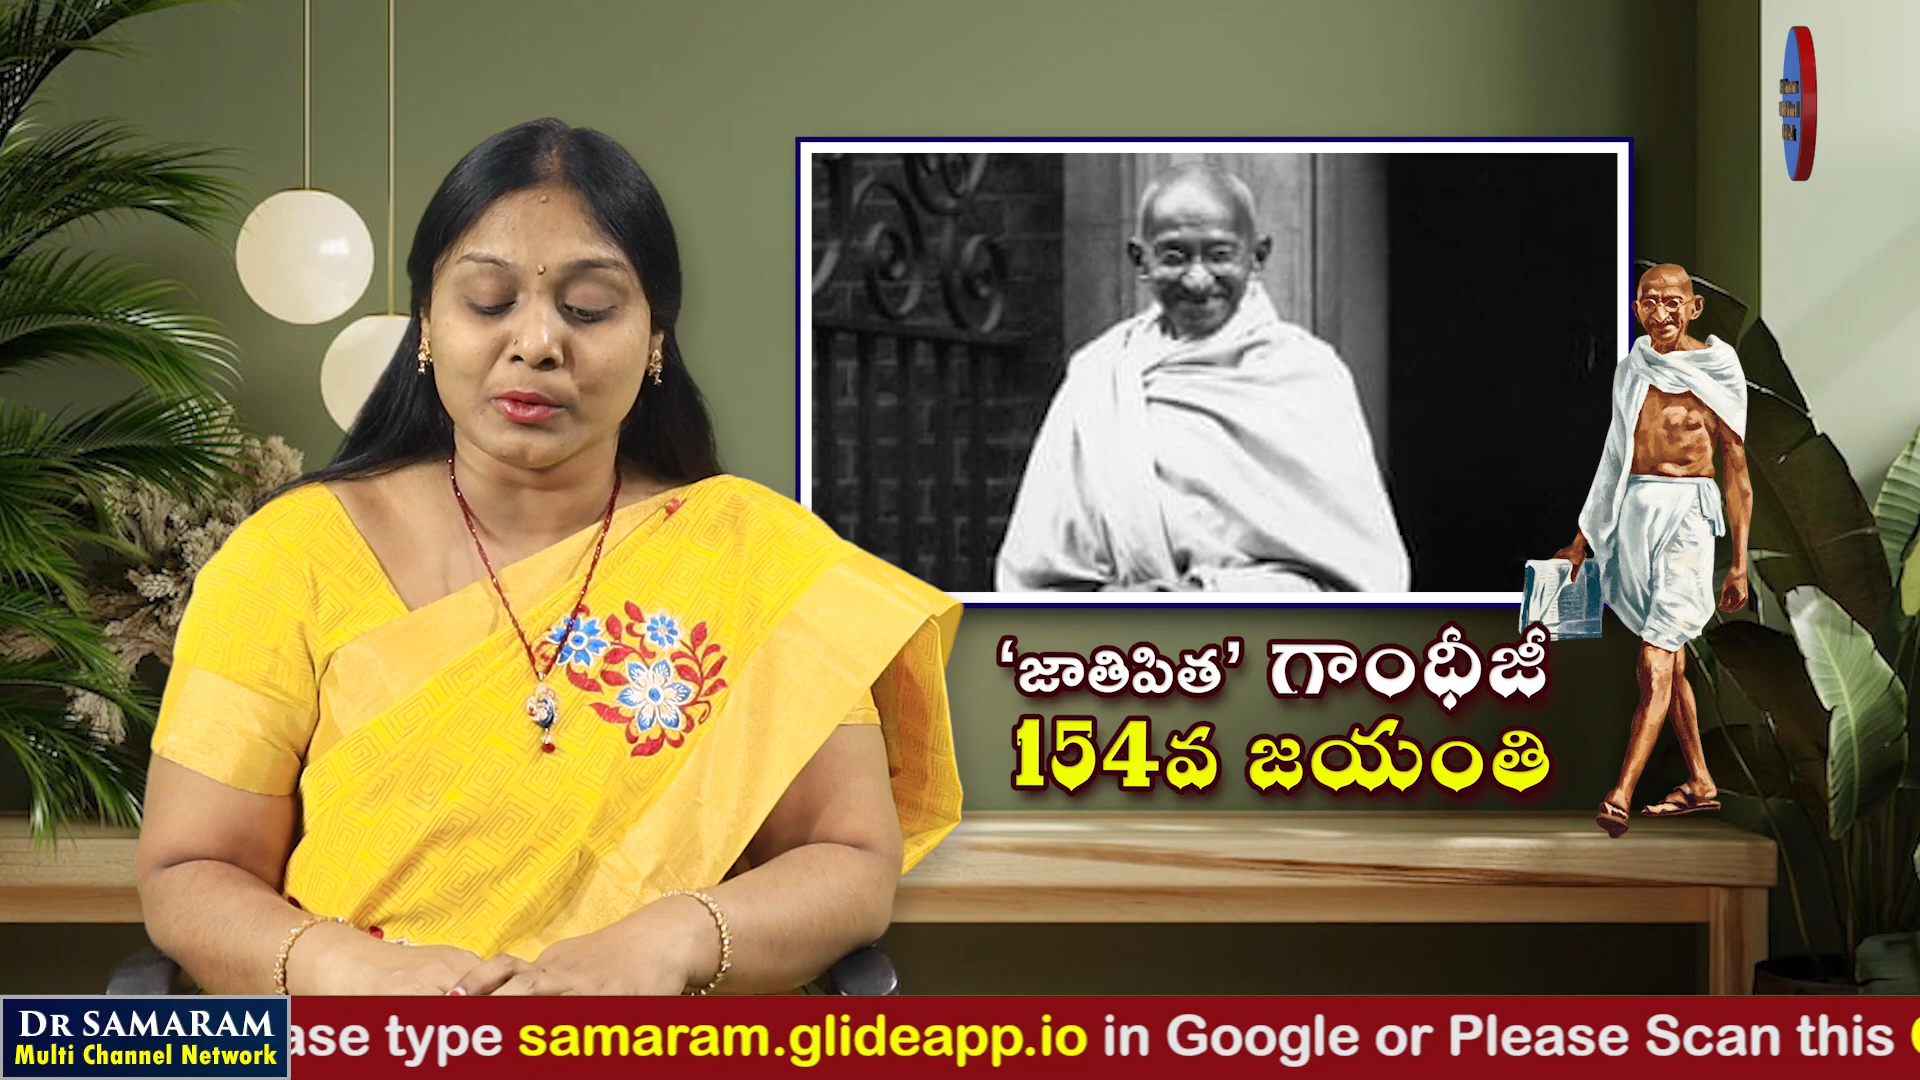 ‘జాతిపిత’ గాంధీజీ
154వ జయంతి
DR SAMARAM
Multi Channel Network
ase type samaram.glideapp.io in Google or Please Scan this